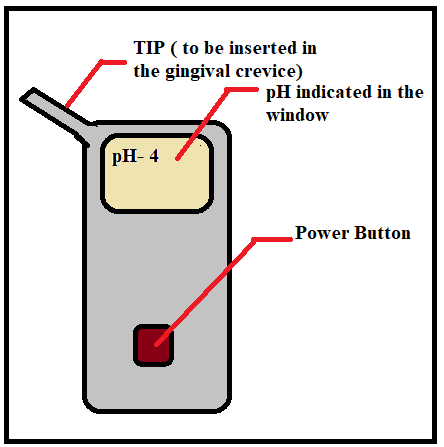 TIP ( to be inserted in
the gingival crevice)
pH indicated in the
window
pH- 4
Power Button